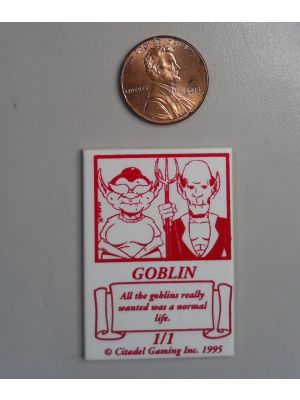 GOBLIN
All the goblins really
wanted was a normal
life.
1/1
© Citadel Gaming Inc. 1995